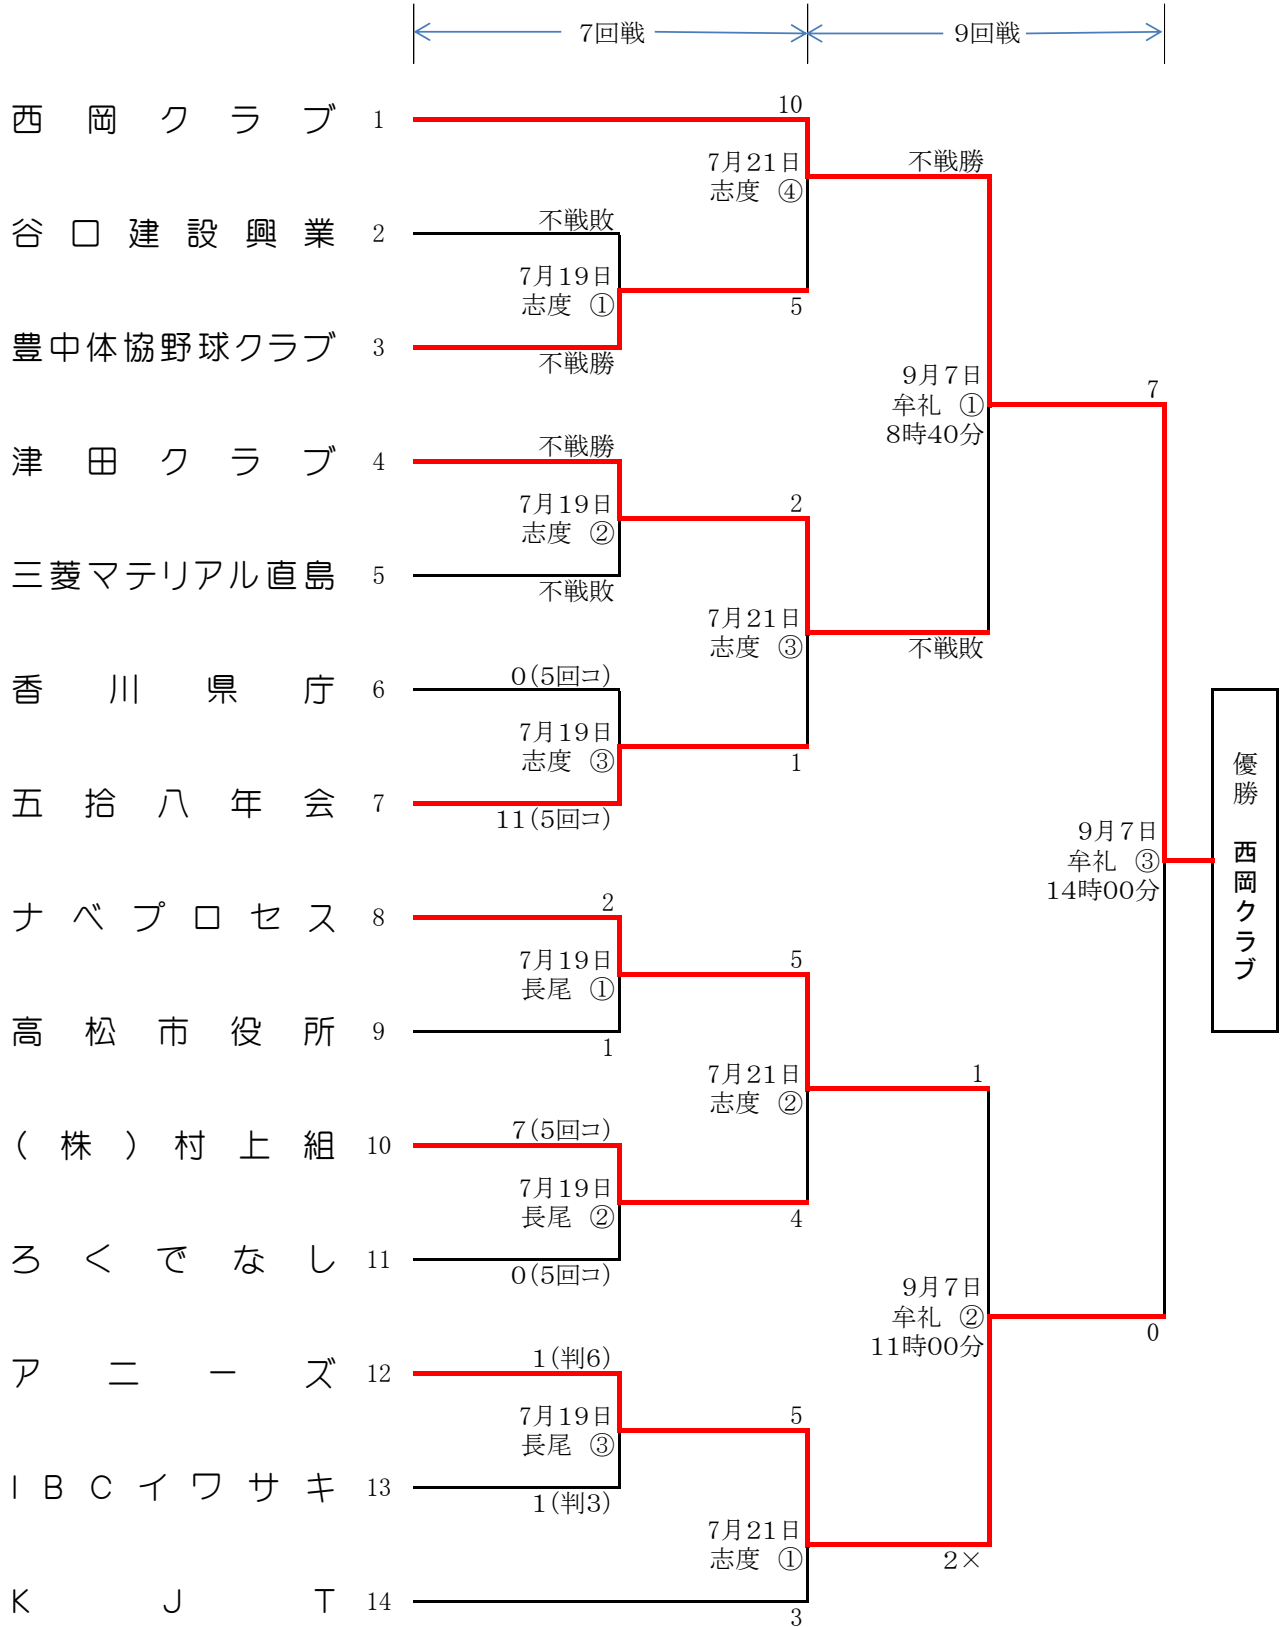 7回戦
9回戦
西岡クラブ 1
10
7月21日
志度 ④
不戦勝
谷口建設興業 2
不戦敗
7月19日
志度 ①
5
豊中体協野球クラブ 3
不戦勝
9月7日
牟礼 ①
8時40分
7
津田クラブ 4
不戦勝
7月19日
志度 ②
2
三菱マテリアル直島 5
不戦敗
7月21日
志度 ③
不戦敗
香川県庁 6
0(5回コ)
7月19日
志度 ③
1
五拾八年会 7
11(5回コ)
9月7日
牟礼 ③
14時00分
優勝 西岡クラブ
ナベプロセス 8
2
7月19日
長尾 ①
5
高松市役所 9
1
7月21日
志度 ②
1
(株)村上組 10
7(5回コ)
7月19日
長尾 ②
4
ろくでなし 11
0(5回コ)
9月7日
牟礼 ②
11時00分
0
アニーズ 12
1(判6)
7月19日
長尾 ③
5
IBCイワサキ 13
1(判3)
7月21日
志度 ①
2×
KJT 14
3